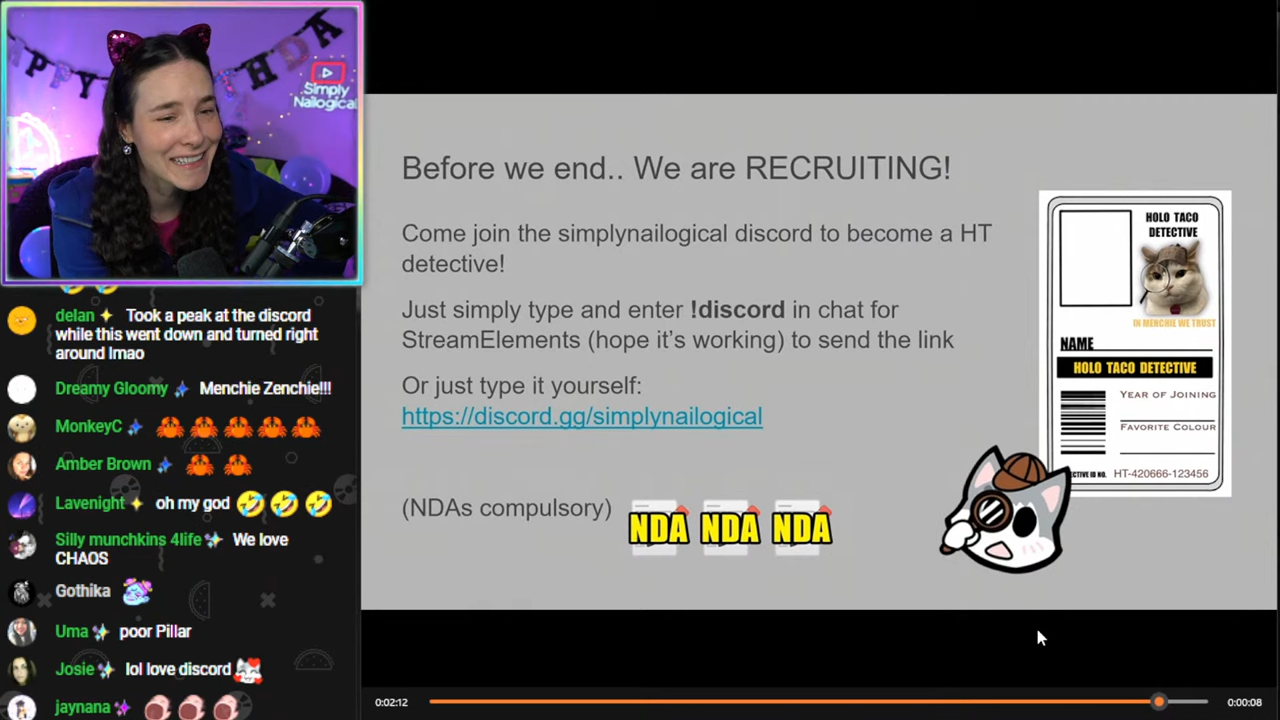 Simply
Nailogical
delan Took a peak at the discord
while this went down and turned right
around lmao
Dreamy Gloomy Menchie Zenchie!!!
MonkeyC
Amber Brown
Lavenight oh my god
Silly munchkins 4life We love
CHAOS
Gothika
Uma poor Pillar
Josie lol love discord
jaynana
Before we end.. We are RECRUITING!
Come join the simplynailogical discord to become a HT
detective!
Just simply type and enter !discord in chat for
StreamElements (hope it's working) to send the link
Or just type it yourself:
https://discord.gg/simplynailogical
(NDAs compulsory)
NDA NDA NDA
HOLO TACO
DETECTIVE
IN MENCHIE WE TRUST
NAME
HOLO TACO DETECTIVE
YEAR OF JOINING
FAVORITE COLOUR
ECTIVE ID NO. HT-420666-123456
0:02:12
0:00:08